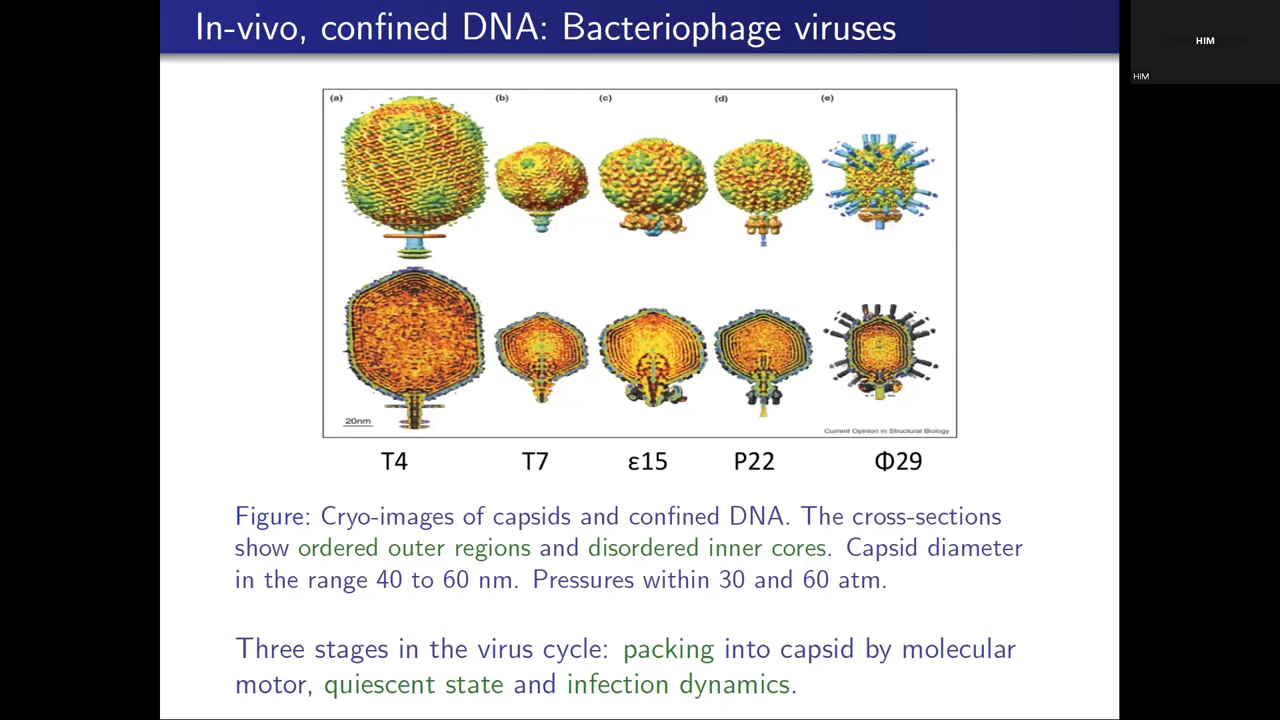 In-vivo, confined DNA: Bacteriophage viruses
HIM
HIM
(a) (b) (c) (d) (e)
20nm
Current Opinion in Structural Biology
T4 T7 ε15 P22 Φ29
Figure: Cryo-images of capsids and confined DNA. The cross-sections
show ordered outer regions and disordered inner cores. Capsid diameter
in the range 40 to 60 nm. Pressures within 30 and 60 atm.
Three stages in the virus cycle: packing into capsid by molecular
motor, quiescent state and infection dynamics.